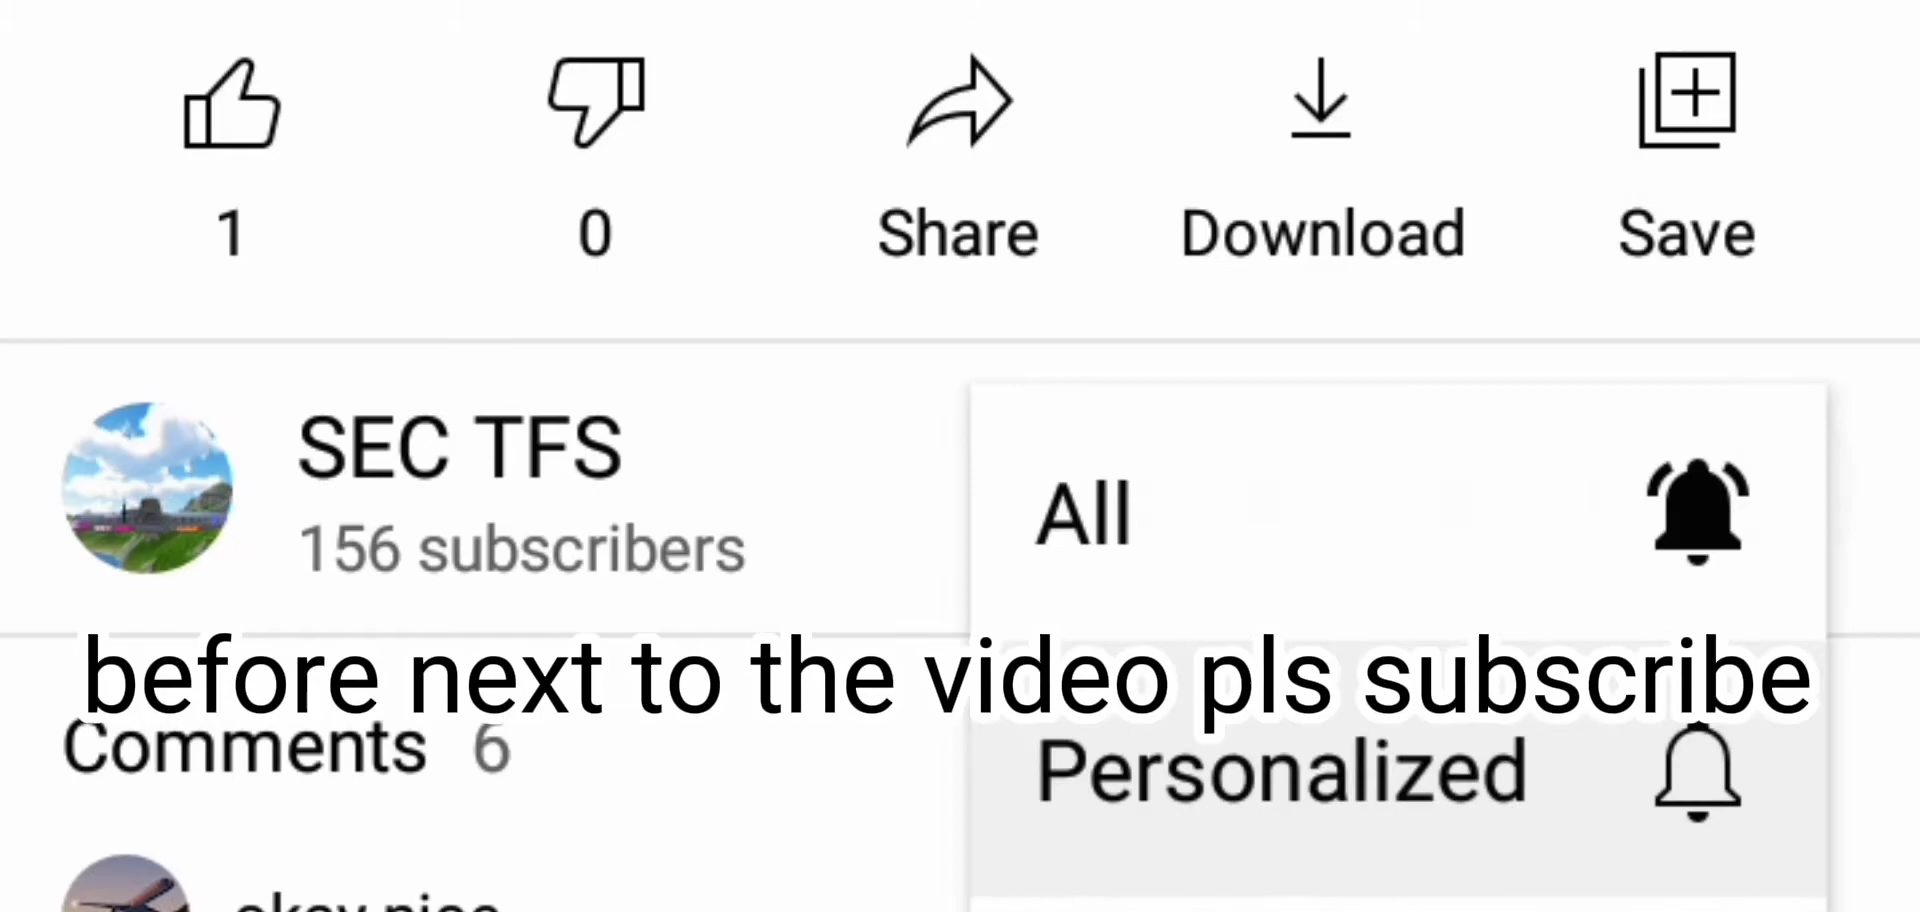 1
0
Share
Download
Save
SEC TFS
156 subscribers
All
before next to the video pls subscribe
Comments 6
Personalized